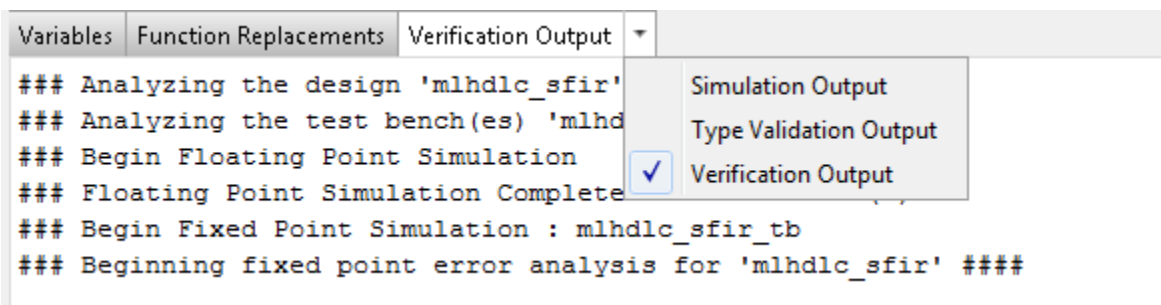 Variables Function Replacements Verification Output
### Analyzing the design 'mlhdlc_sfir'
Simulation Output
### Analyzing the test bench(es) 'mlhd
Type Validation Output
### Begin Floating Point Simulation
Verification Output
### Floating Point Simulation Complete
### Begin Fixed Point Simulation : mlhdlc_sfir_tb
### Beginning fixed point error analysis for 'mlhdlc_sfir' ####